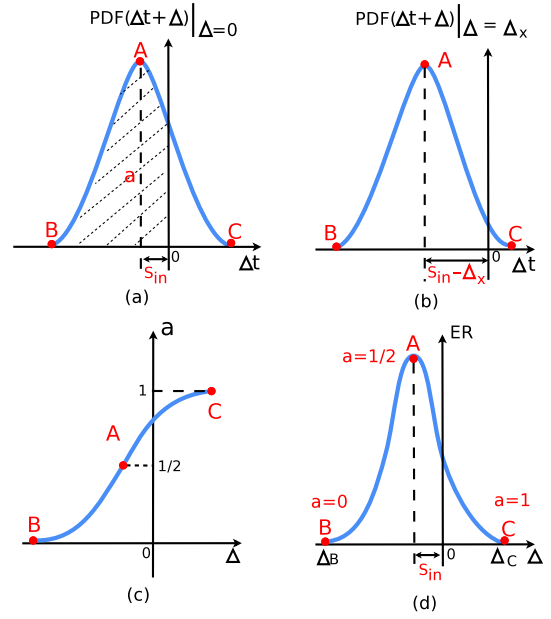 PDF(Δt+Δ)|Δ=0
A
a
B
C
0
Δt
Sin
(a)
PDF(Δt+Δ)|Δ = Δx
A
B
C
0
Sin-Δx
Δt
(b)
a
1
C
A
1/2
B
0
Δ
(c)
ER
A
a=1/2
a=0
a=1
B
C
ΔB
0
ΔC
Δ
Sin
(d)